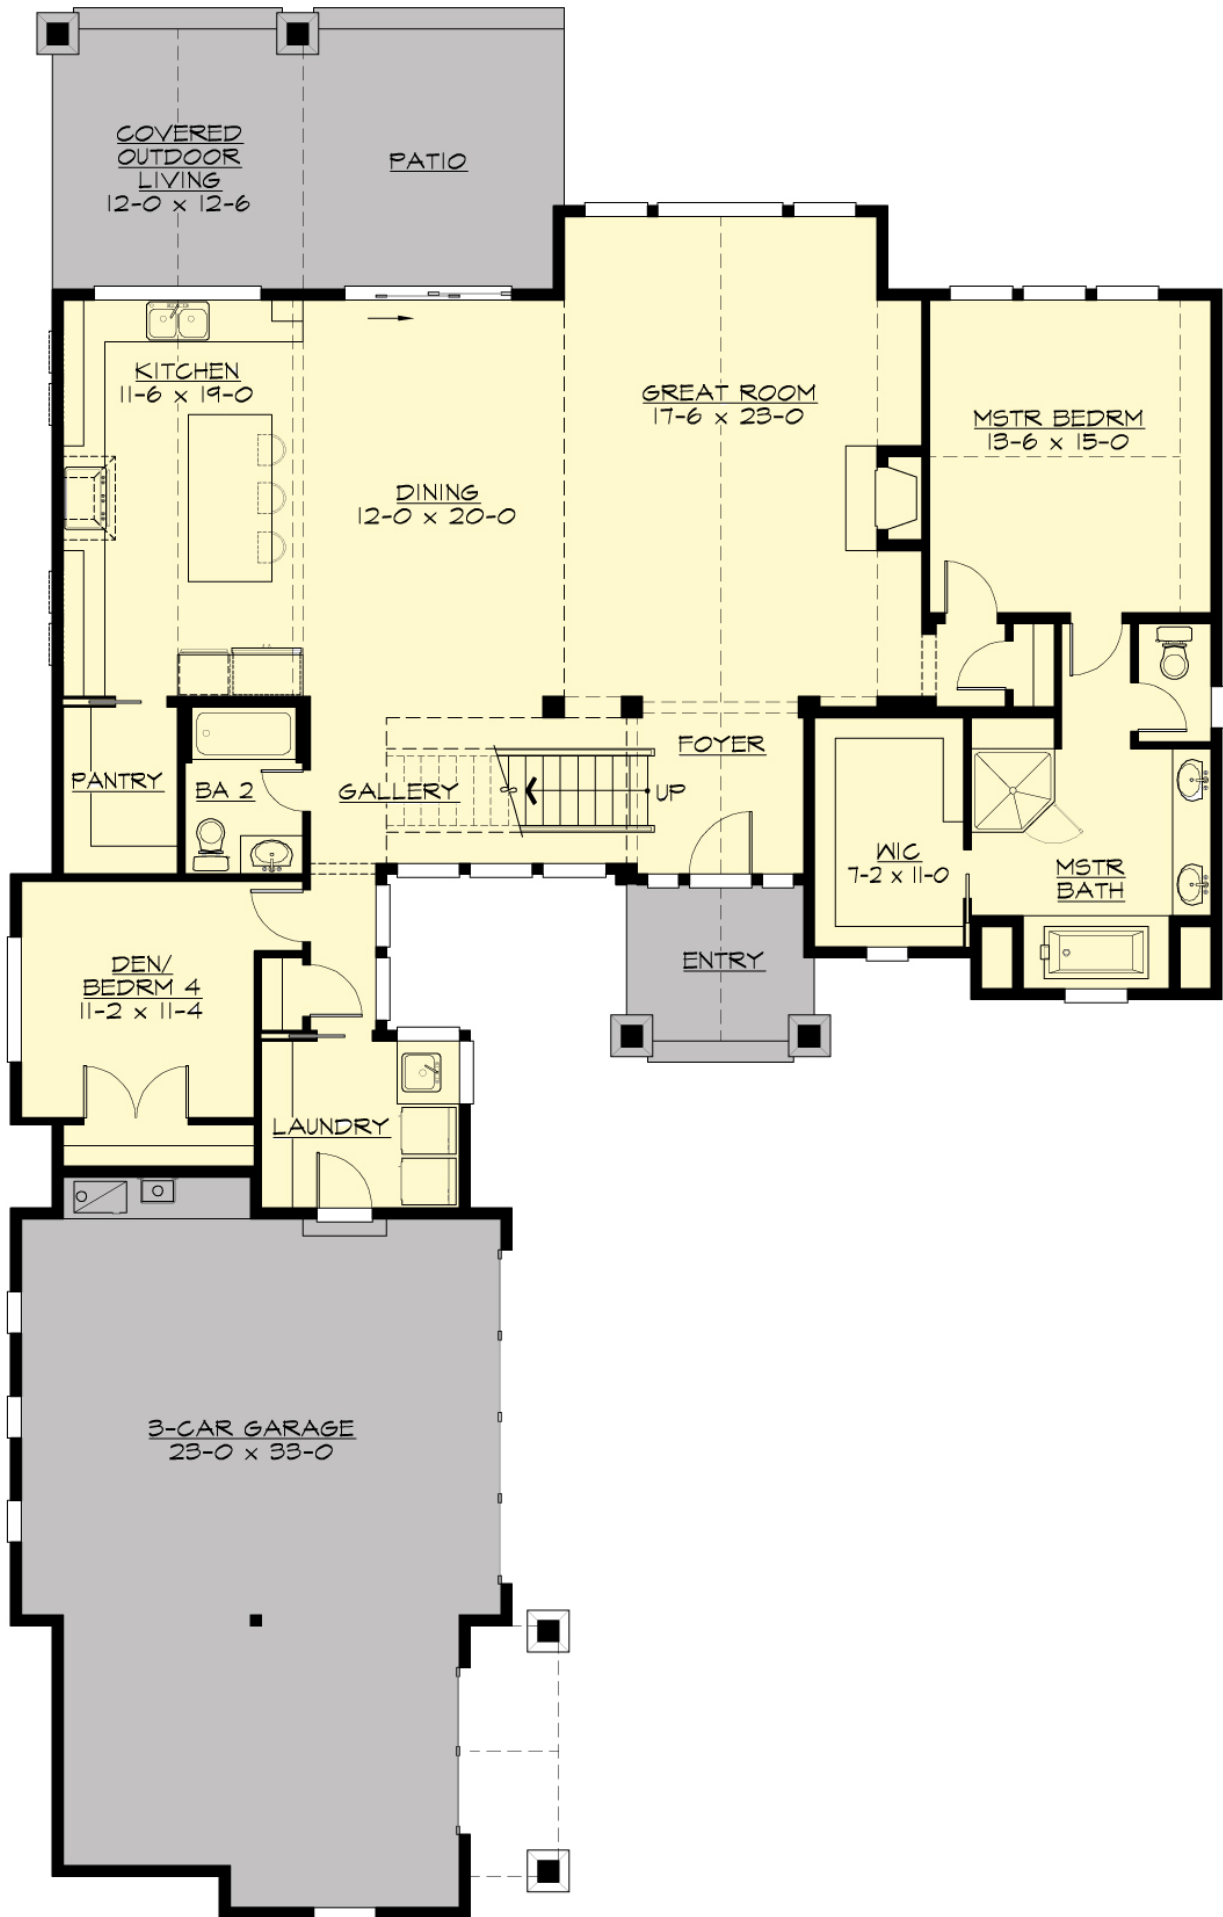 COVERED
OUTDOOR
LIVING
12-0 x 12-6
PATIO
KITCHEN
11-6 x 19-0
GREAT ROOM
17-6 x 23-0
MSTR BEDRM
13-6 x 15-0
DINING
12-0 x 20-0
FOYER
PANTRY
BA 2
GALLERY
UP
WIC
7-2 x 11-0
MSTR
BATH
ENTRY
DEN/
BEDRM 4
11-2 x 11-4
LAUNDRY
3-CAR GARAGE
23-0 x 33-0